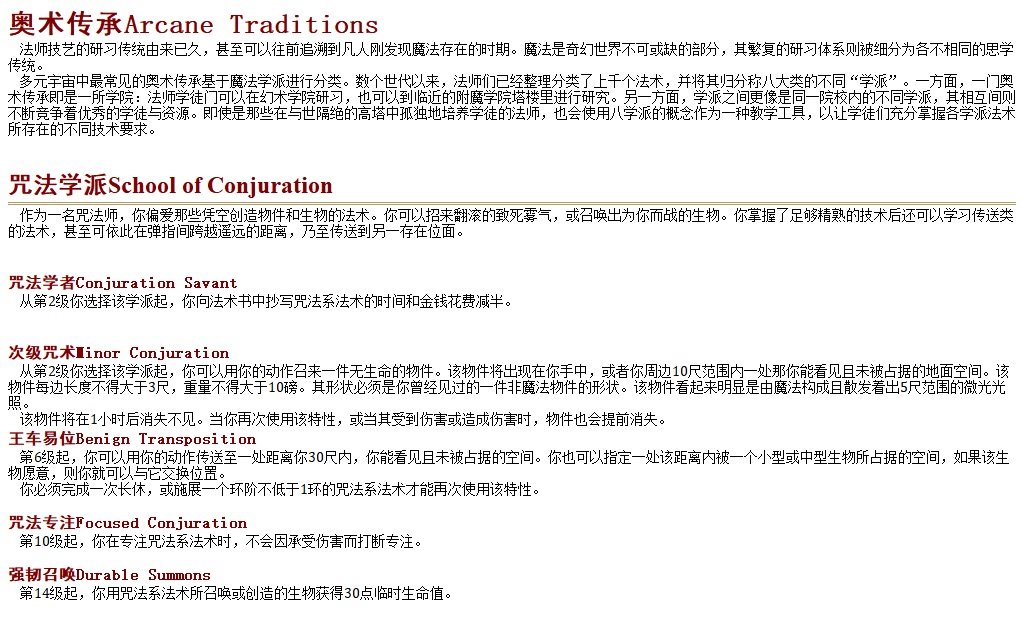 奥术传承Arcane Traditions
法师技艺的研习传统由来已久，甚至可以往前追溯到凡人刚发现魔法存在的时期。魔法是奇幻世界不可或缺的部分，其繁复的研习体系则被细分为各不相同的思学
传统。
多元宇宙中最常见的奥术传承基于魔法学派进行分类。数个世代以来，法师们已经整理分类了上千个法术，并将其归分称八大类的不同“学派”。一方面，一门奥
术传承即是一所学院：法师学徒门可以在幻术学院研习，也可以到临近的附魔学院塔楼里进行研究。另一方面，学派之间更像是同一院校内的不同学派，其相互间则
不断竞争着优秀的学徒与资源。即使是那些在与世隔绝的高塔中孤独地培养学徒的法师，也会使用八学派的概念作为一种教学工具，以让学徒们充分掌握各学派法术
所存在的不同技术要求。
咒法学派School of Conjuration
作为一名咒法师，你偏爱那些凭空创造物件和生物的法术。你可以招来翻滚的致死雾气，或召唤出为你而战的生物。你掌握了足够精熟的技术后还可以学习传送类
的法术，甚至可依此在弹指间跨越遥远的距离，乃至传送到另一存在位面。
咒法学者Conjuration Savant
从第2级你选择该学派起，你向法术书中抄写咒法系法术的时间和金钱花费减半。
次级咒术Minor Conjuration
从第2级你选择该学派起，你可以用你的动作召来一件无生命的物件。该物件将出现在你手中，或者你周边10尺范围内一处那你能看见且未被占据的地面空间。该
物件每边长度不得大于3尺，重量不得大于10磅。其形状必须是你曾经见过的一件非魔法物件的形状。该物件看起来明显是由魔法构成且散发着出5尺范围的微光光
照。
该物件将在1小时后消失不见。当你再次使用该特性，或当其受到伤害或造成伤害时，物件也会提前消失。
王车易位Benign Transposition
第6级起，你可以用你的动作传送至一处距离你30尺内，你能看见且未被占据的空间。你也可以指定一处该距离内被一个小型或中型生物所占据的空间，如果该生
物愿意，则你就可以与它交换位置。
你必须完成一次长休，或施展一个环阶不低于1环的咒法系法术才能再次使用该特性。
咒法专注Focused Conjuration
第10级起，你在专注咒法系法术时，不会因承受伤害而打断专注。
强韧召唤Durable Summons
第14级起，你用咒法系法术所召唤或创造的生物获得30点临时生命值。